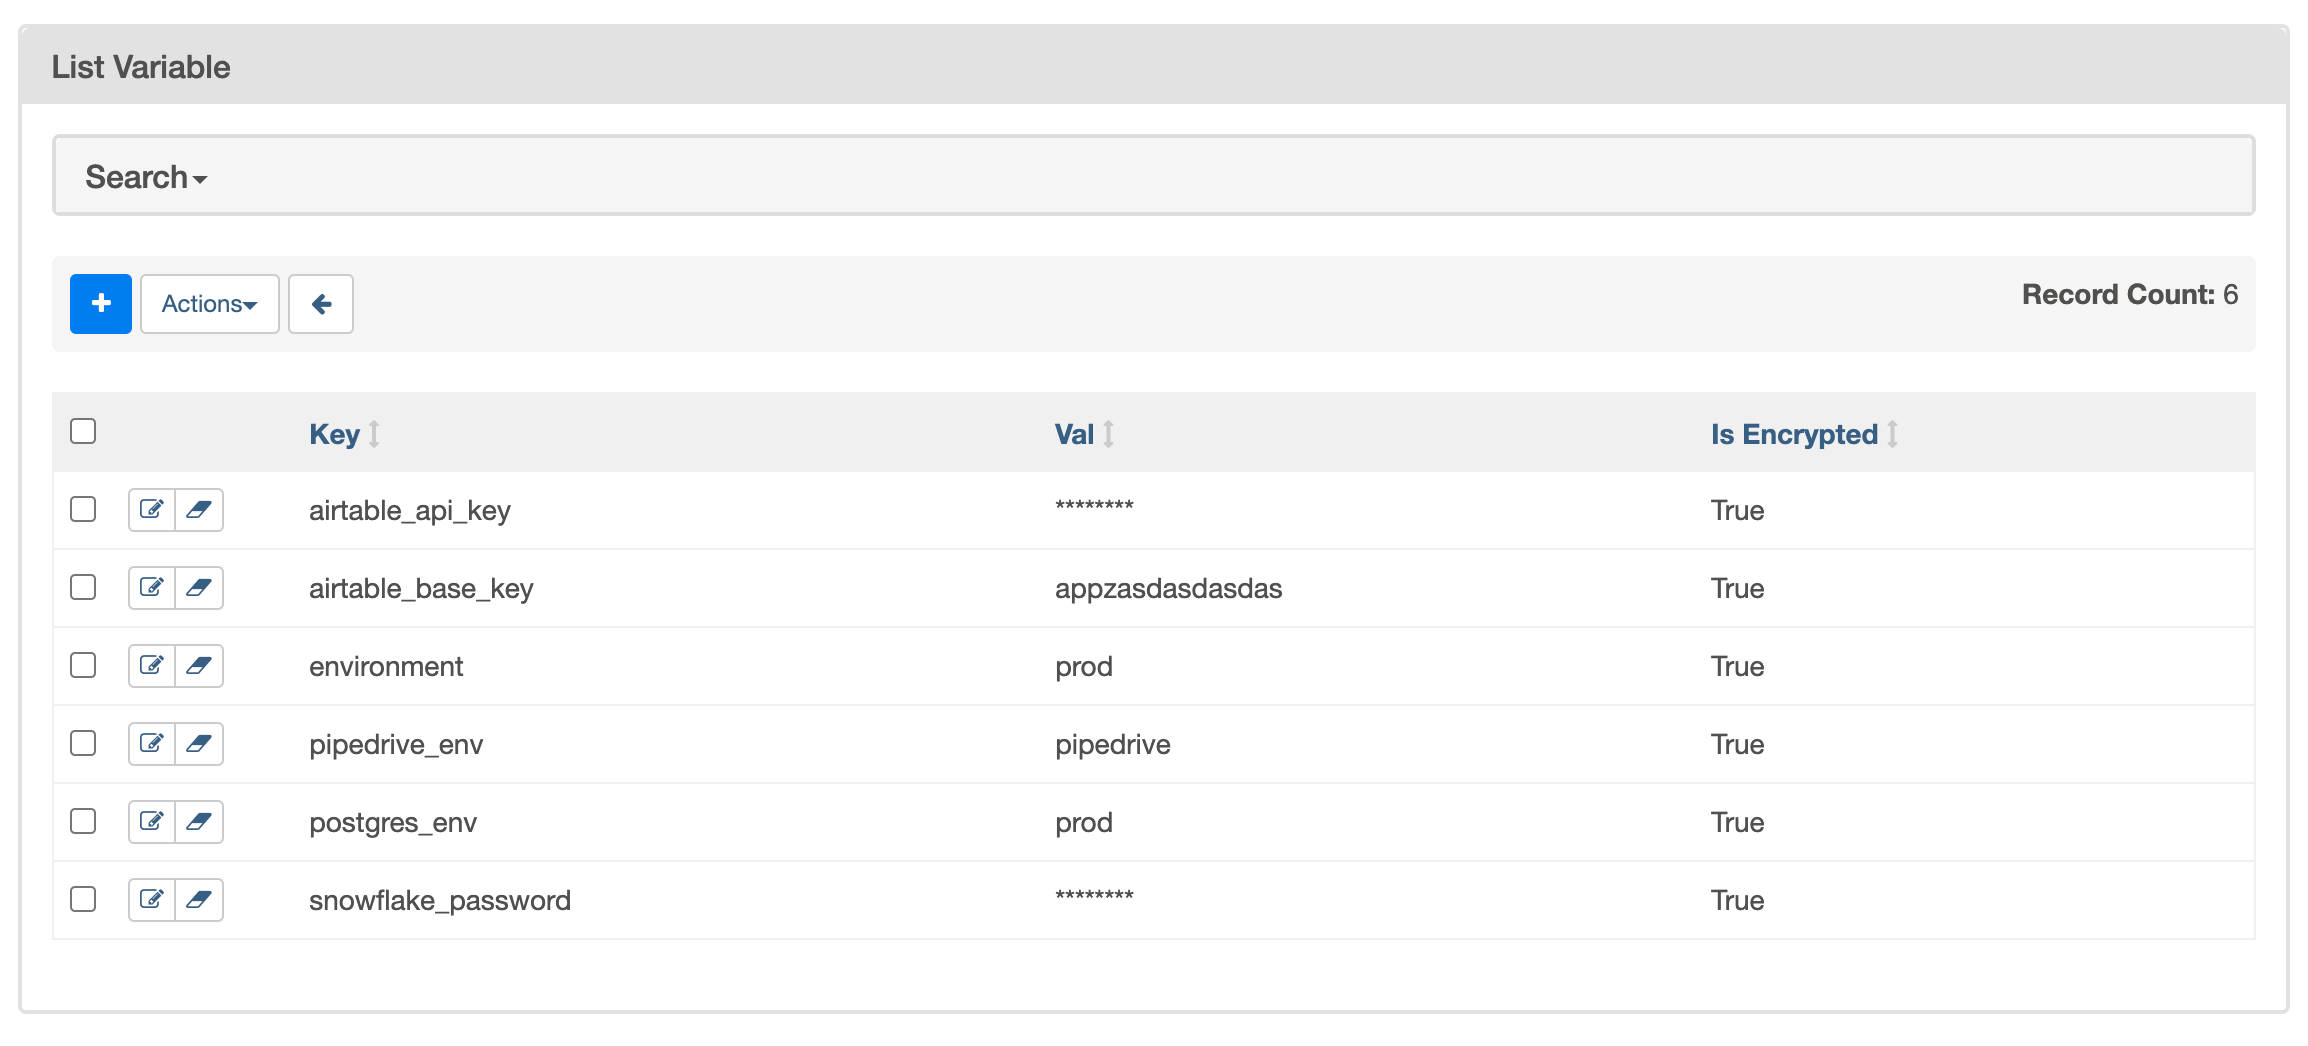 List Variable
Search
Actions
Record Count: 6
Key Val Is Encrypted
airtable_api_key ******** True
airtable_base_key appzasdasdasdas True
environment prod True
pipedrive_env pipedrive True
postgres_env prod True
snowflake_password ******** True